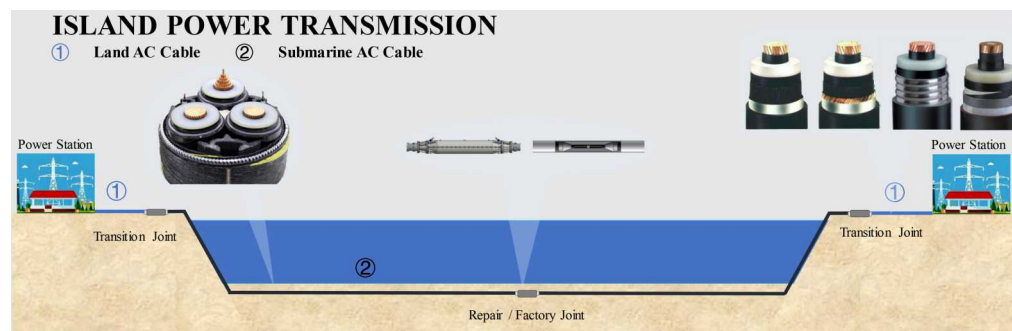 ISLAND POWER TRANSMISSION
① Land AC Cable ② Submarine AC Cable
Power Station
Power Station
①
①
Transition Joint
Transition Joint
②
Repair / Factory Joint